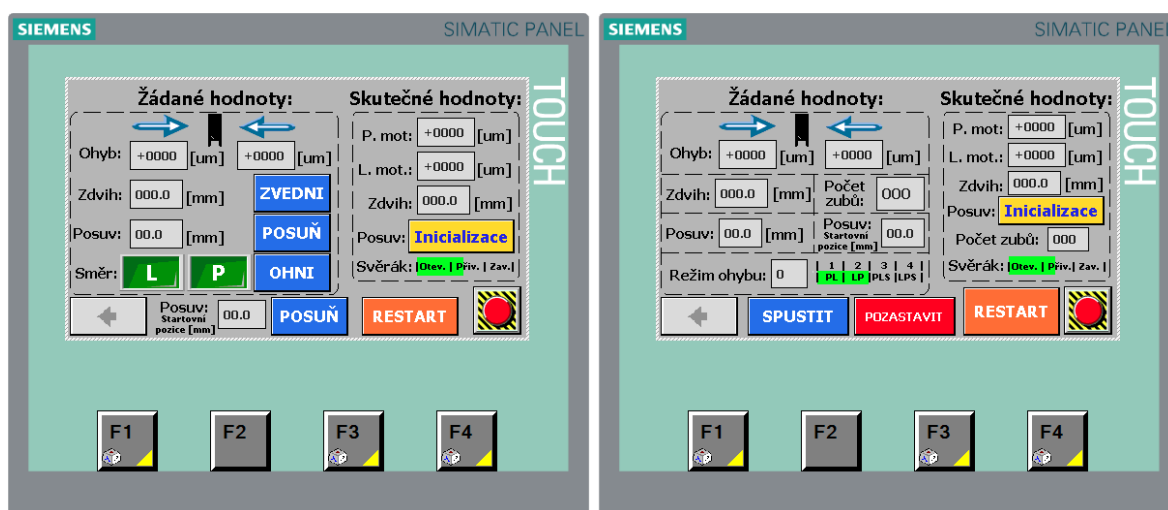 SIEMENS
SIMATIC PANEL
TOUCH
Žádané hodnoty:
Skutečné hodnoty:
Ohyb: +0000 [um] +0000 [um]
P. mot: +0000 [um]
L. mot.: +0000 [um]
Zdvih: 000.0 [mm] ZVEDNI
Zdvih: 000.0 [mm]
Posuv: 00.0 [mm] POSUŇ
Posuv: Inicializace
Směr: L P OHNI
Svěrák: |Otev. | Přiv. | Zav.|
Posuv:
Startovní
pozice [mm] 00.0 POSUŇ RESTART
F1 F2 F3 F4
SIEMENS
SIMATIC PANEL
TOUCH
Žádané hodnoty:
Skutečné hodnoty:
Ohyb: +0000 [um] +0000 [um]
P. mot: +0000 [um]
L. mot.: +0000 [um]
Zdvih: 000.0 [mm] Počet
zubů: 000
Zdvih: 000.0 [mm]
Posuv: 00.0 [mm] Posuv:
Startovní
pozice [mm] 00.0
Posuv: Inicializace
Počet zubů: 000
Režim ohybu: 0 | 1 | 2 | 3 | 4 |
| PL | LP |PLS |LPS |
Svěrák: |Otev. | Přiv. | Zav.|
SPUSTIT POZASTAVIT RESTART
F1 F2 F3 F4